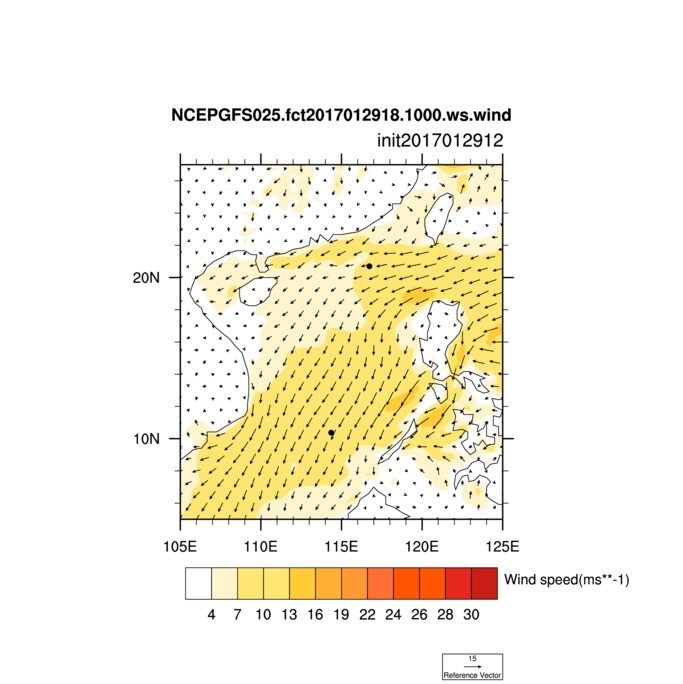 NCEPGFS025.fct2017012918.1000.ws.wind
init2017012912
20N
10N
105E 110E 115E 120E 125E
Wind speed(ms**-1)
4 7 10 13 16 19 22 24 26 28 30
15
Reference Vector